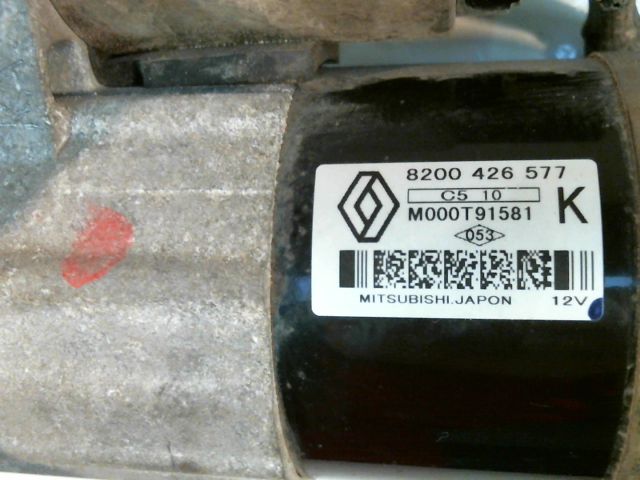 8200 426 577
C5 10
M000T91581
K
053
MITSUBISHI.JAPON 12V